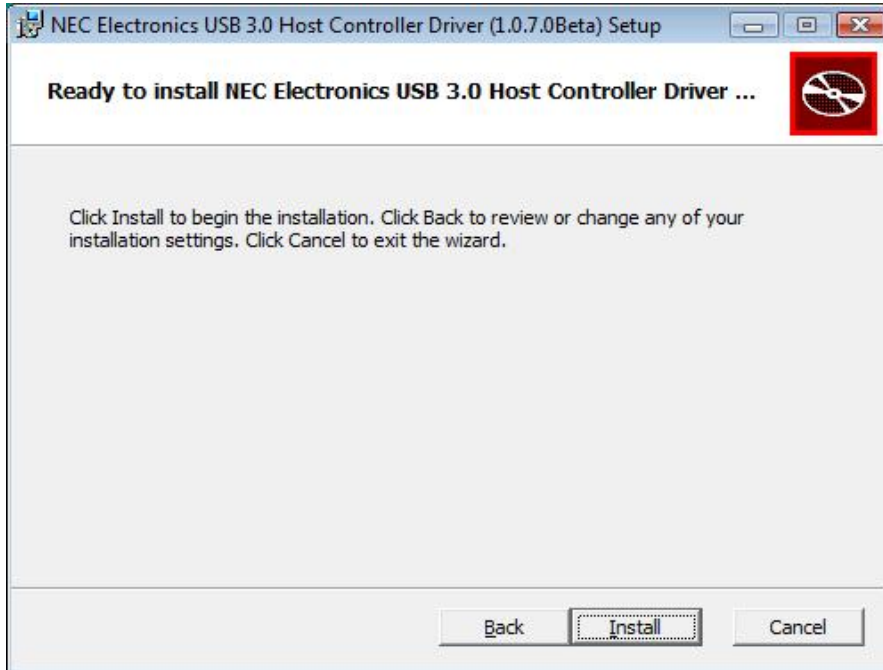 NEC Electronics USB 3.0 Host Controller Driver (1.0.7.0Beta) Setup
Ready to install NEC Electronics USB 3.0 Host Controller Driver ...
Click Install to begin the installation. Click Back to review or change any of your
installation settings. Click Cancel to exit the wizard.
Back Install Cancel